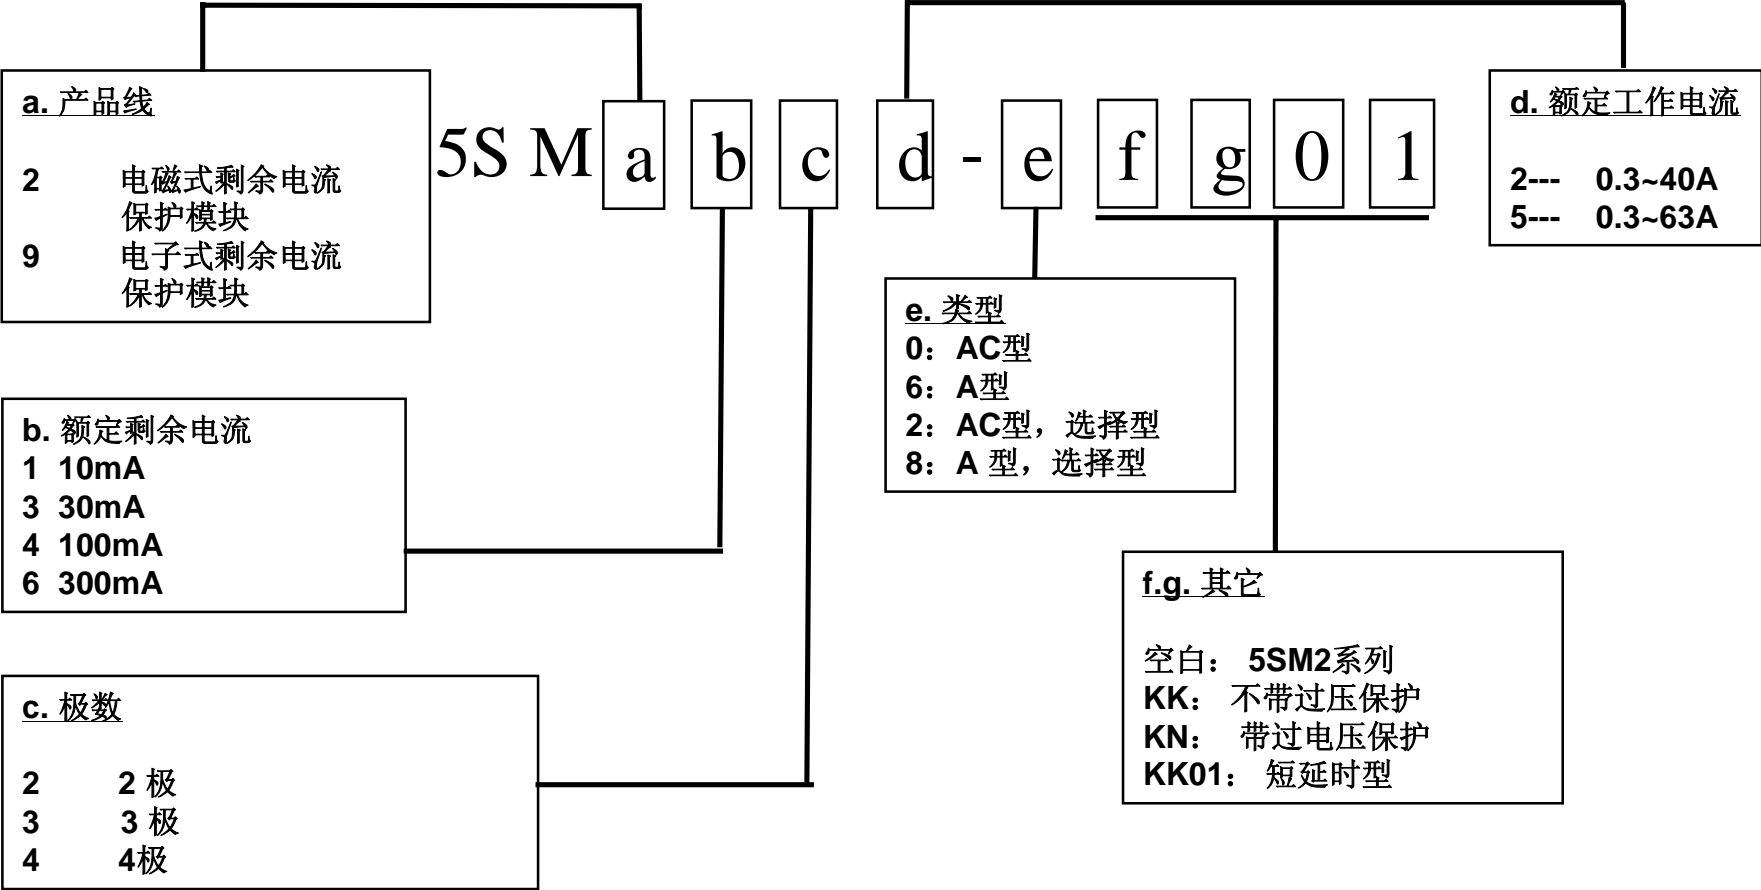 a. 产品线
2 电磁式剩余电流
保护模块
9 电子式剩余电流
保护模块
5S M a b c d - e f g 0 1
d. 额定工作电流
2--- 0.3~40A
5--- 0.3~63A
e. 类型
0：AC型
6：A型
2：AC型，选择型
8：A 型，选择型
b. 额定剩余电流
1 10mA
3 30mA
4 100mA
6 300mA
f.g. 其它
空白： 5SM2系列
KK： 不带过压保护
KN： 带过电压保护
KK01： 短延时型
c. 极数
2 2 极
3 3 极
4 4极